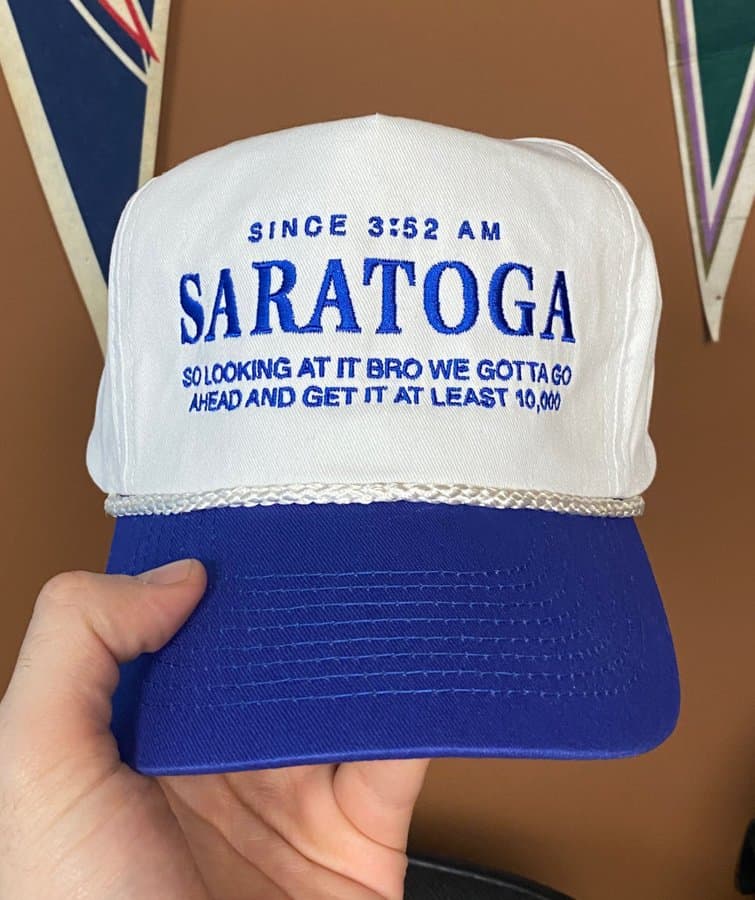 SINCE 3:52 AM
SARATOGA
SO LOOKING AT IT BRO WE GOTTA GO
AHEAD AND GET IT AT LEAST 10,000